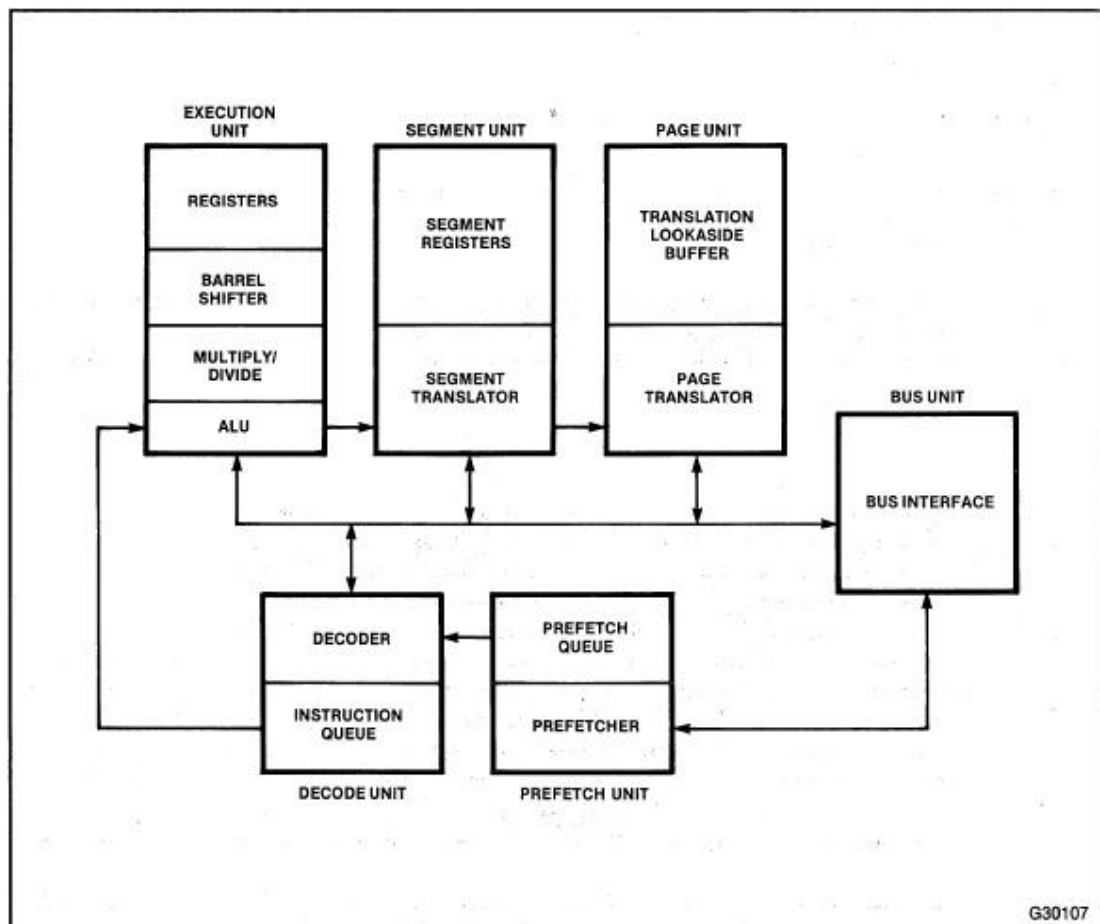 EXECUTION
UNIT
REGISTERS
BARREL
SHIFTER
MULTIPLY/
DIVIDE
ALU
SEGMENT UNIT
SEGMENT
REGISTERS
SEGMENT
TRANSLATOR
PAGE UNIT
TRANSLATION
LOOKASIDE
BUFFER
PAGE
TRANSLATOR
BUS UNIT
BUS INTERFACE
DECODER
INSTRUCTION
QUEUE
DECODE UNIT
PREFETCH
QUEUE
PREFETCHER
PREFETCH UNIT
G30107